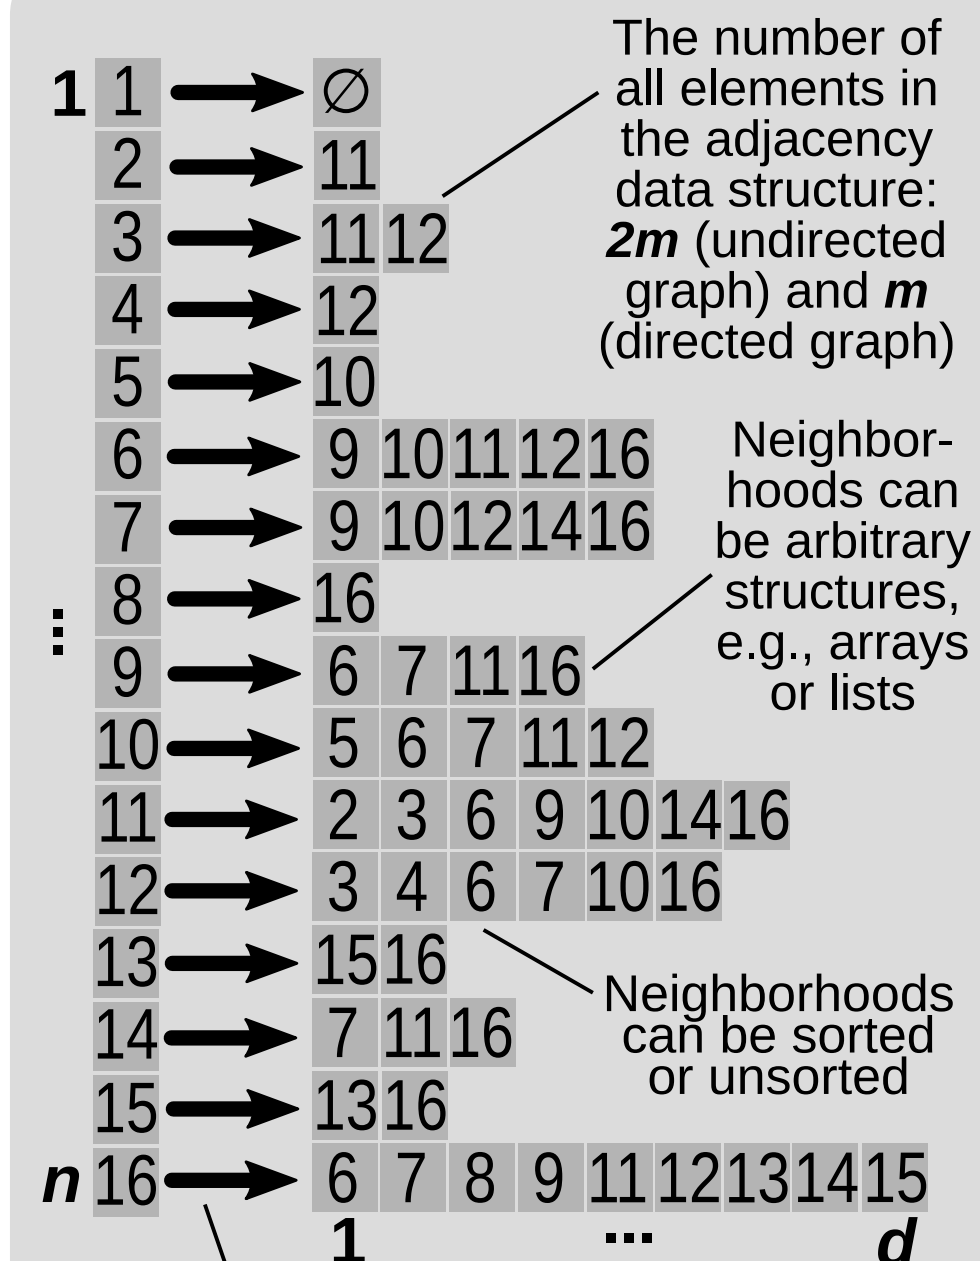 The number of
all elements in
the adjacency
data structure:
2m (undirected
graph) and m
(directed graph)
1 1 ∅
2 11
3 11 12
4 12
5 10
6 9 10 11 12 16
7 9 10 12 14 16
Neighbor-
hoods can
be arbitrary
structures,
e.g., arrays
or lists
8 16
⋮
9 6 7 11 16
10 5 6 7 11 12
11 2 3 6 9 10 14 16
12 3 4 6 7 10 16
13 15 16
Neighborhoods
can be sorted
or unsorted
14 7 11 16
15 13 16
n 16 6 7 8 9 11 12 13 14 15
1 ... d